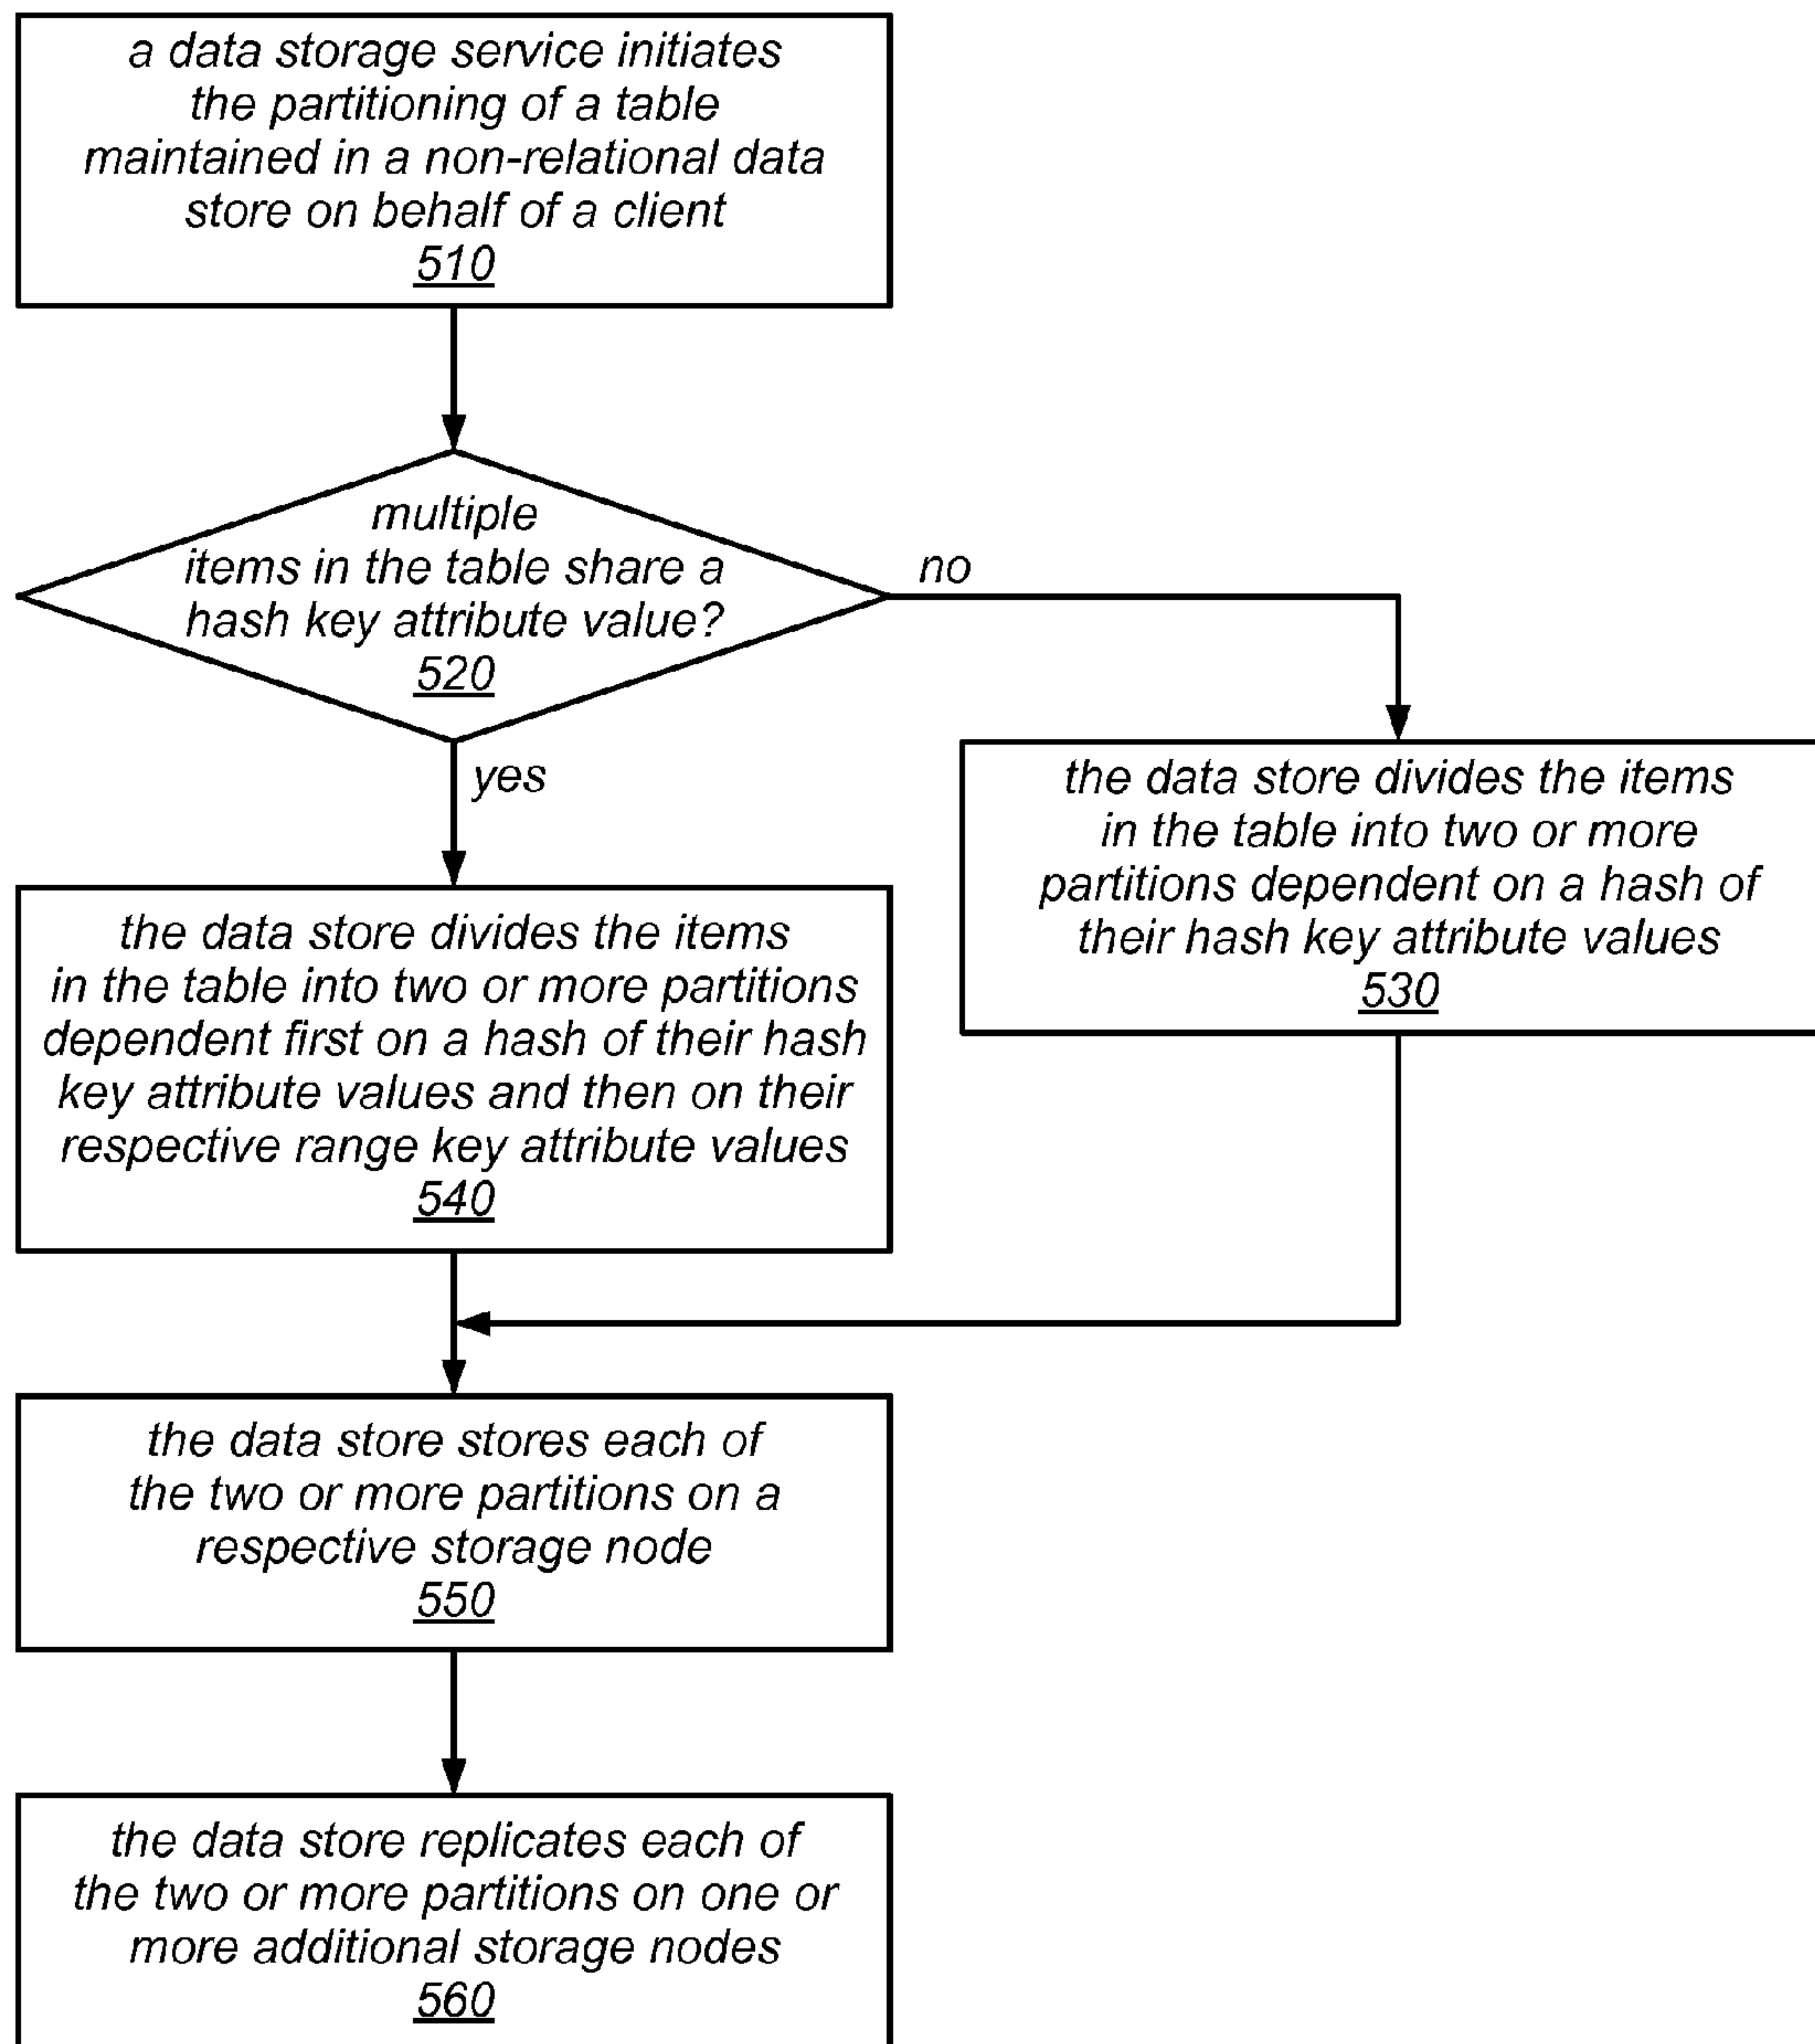 a data storage service initiates
the partitioning of a table
maintained in a non-relational data
store on behalf of a client
510
multiple
items in the table share a
hash key attribute value?
520
no
yes
the data store divides the items
in the table into two or more
partitions dependent on a hash of
their hash key attribute values
530
the data store divides the items
in the table into two or more partitions
dependent first on a hash of their hash
key attribute values and then on their
respective range key attribute values
540
the data store stores each of
the two or more partitions on a
respective storage node
550
the data store replicates each of
the two or more partitions on one or
more additional storage nodes
560